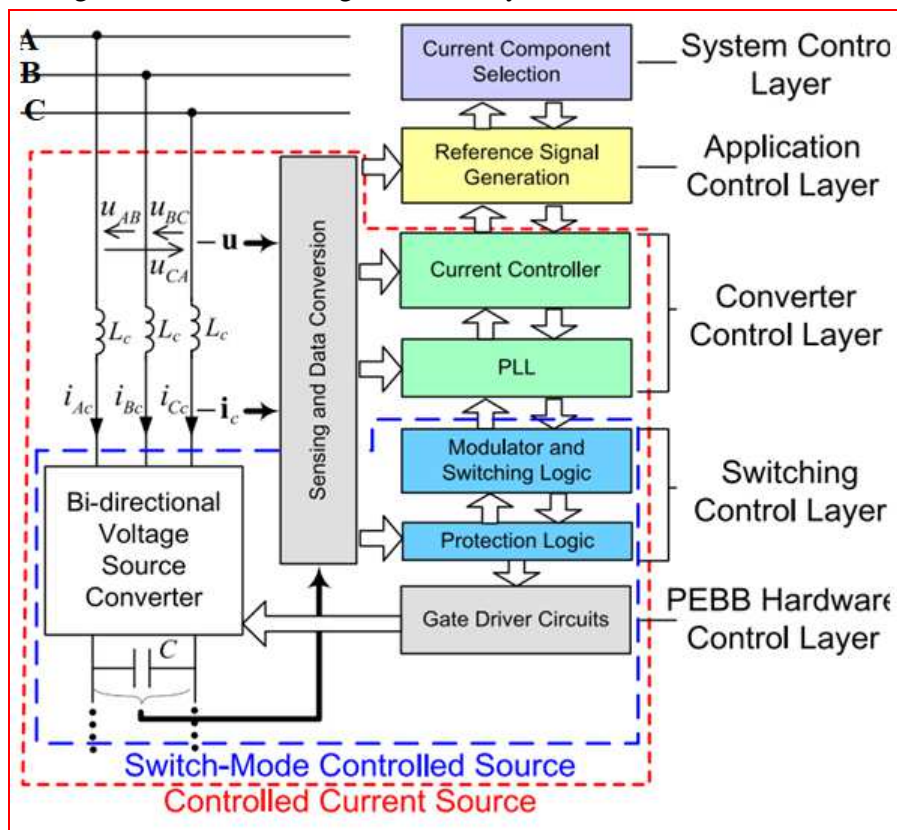 A
B
C
Current Component
Selection
System Contro
Layer
Reference Signal
Generation
Application
Control Layer
u_AB
u_BC
u_CA
u
Sensing and Data Conversion
Current Controller
PLL
Converter
Control Layer
L_c
L_c
L_c
i_Ac
i_Bc
i_Cc
i_c
Modulator and
Switching Logic
Protection Logic
Switching
Control Layer
Bi-directional
Voltage
Source
Converter
Gate Driver Circuits
PEBB Hardware
Control Layer
C
Switch-Mode Controlled Source
Controlled Current Source